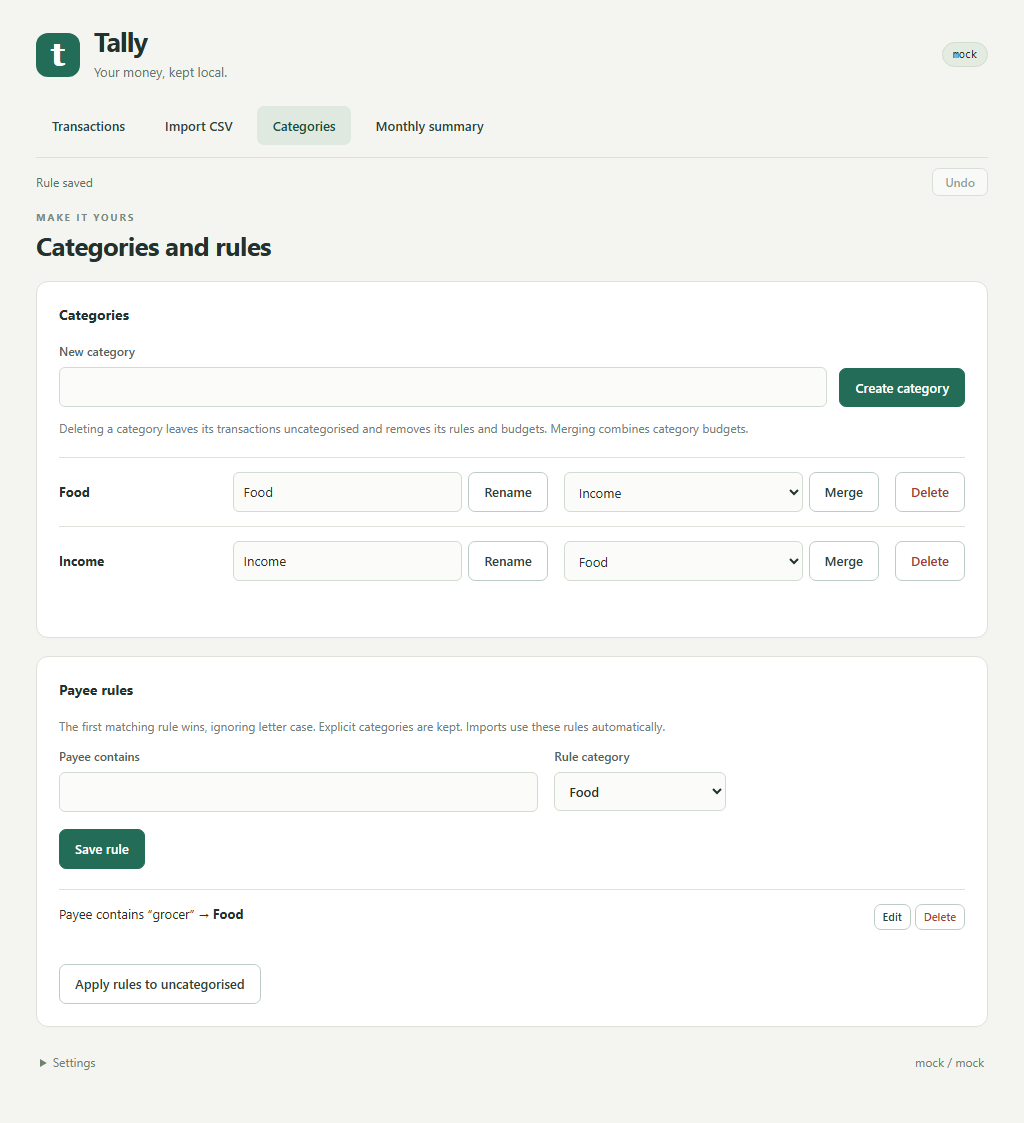 t
Tally
Your money, kept local.
mock
Transactions Import CSV Categories Monthly summary
Rule saved Undo
MAKE IT YOURS
Categories and rules
Categories
New category
Create category
Deleting a category leaves its transactions uncategorised and removes its rules and budgets. Merging combines category budgets.
Food Food Rename Income Merge Delete
Income Income Rename Food Merge Delete
Payee rules
The first matching rule wins, ignoring letter case. Explicit categories are kept. Imports use these rules automatically.
Payee contains Rule category
Food
Save rule
Payee contains “grocer” → Food Edit Delete
Apply rules to uncategorised
Settings mock / mock